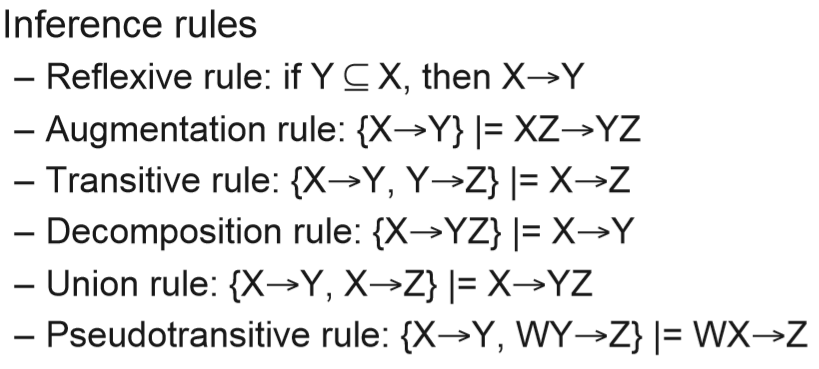 Inference rules
– Reflexive rule: if Y ⊆ X, then X→Y
– Augmentation rule: {X→Y} |= XZ→YZ
– Transitive rule: {X→Y, Y→Z} |= X→Z
– Decomposition rule: {X→YZ} |= X→Y
– Union rule: {X→Y, X→Z} |= X→YZ
– Pseudotransitive rule: {X→Y, WY→Z} |= WX→Z